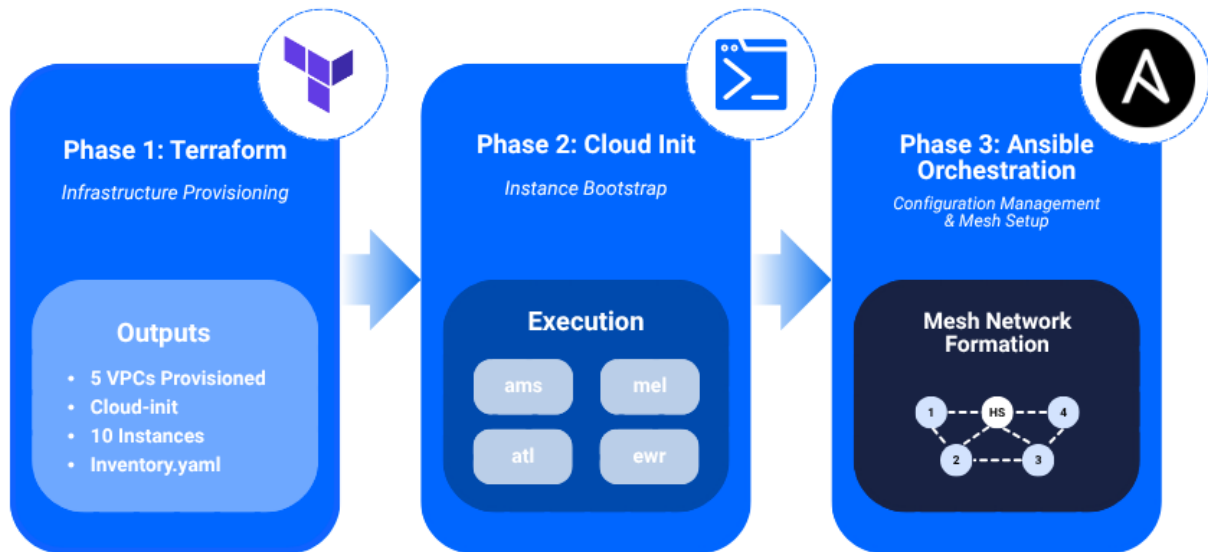 Phase 1: Terraform
Infrastructure Provisioning
Outputs
• 5 VPCs Provisioned
• Cloud-init
• 10 Instances
• Inventory.yaml
Phase 2: Cloud Init
Instance Bootstrap
Execution
ams
mel
atl
ewr
Phase 3: Ansible
Orchestration
Configuration Management
& Mesh Setup
Mesh Network
Formation
1
HS
4
2
3